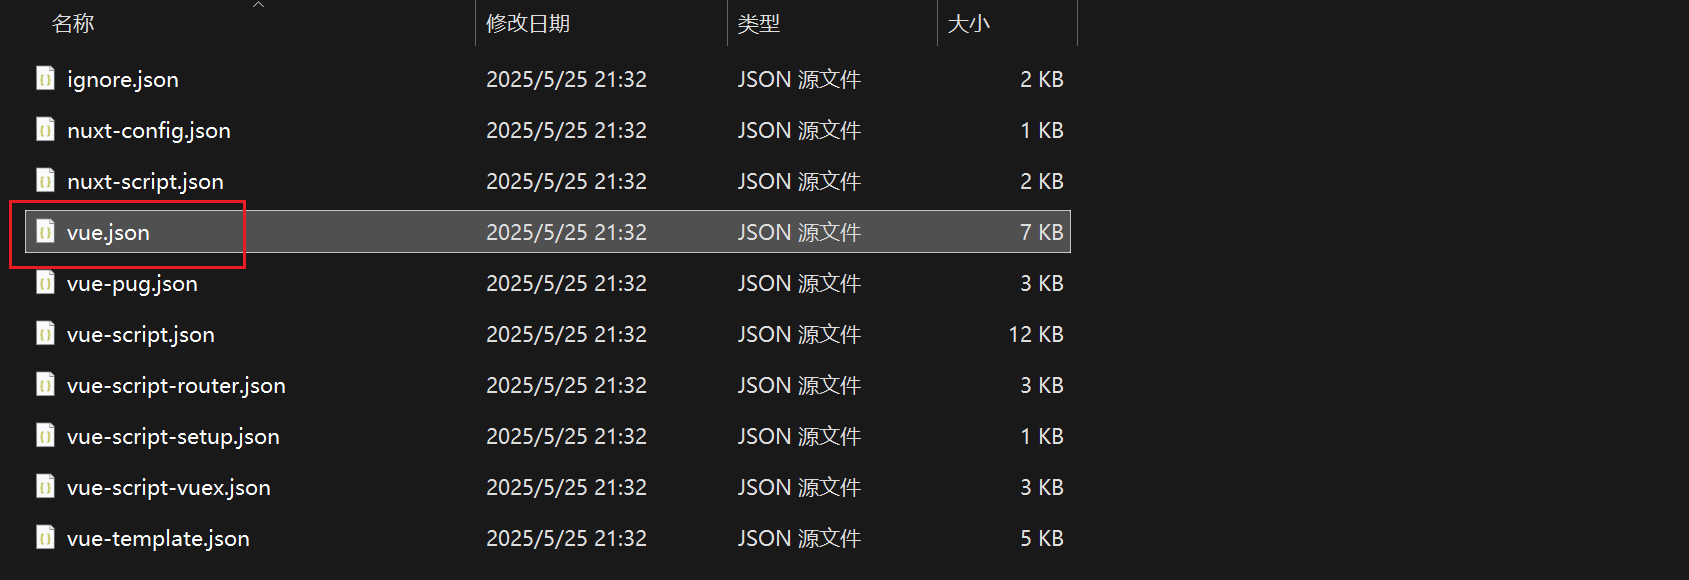 名称 修改日期 类型 大小
ignore.json 2025/5/25 21:32 JSON 源文件 2 KB
nuxt-config.json 2025/5/25 21:32 JSON 源文件 1 KB
nuxt-script.json 2025/5/25 21:32 JSON 源文件 2 KB
vue.json 2025/5/25 21:32 JSON 源文件 7 KB
vue-pug.json 2025/5/25 21:32 JSON 源文件 3 KB
vue-script.json 2025/5/25 21:32 JSON 源文件 12 KB
vue-script-router.json 2025/5/25 21:32 JSON 源文件 3 KB
vue-script-setup.json 2025/5/25 21:32 JSON 源文件 1 KB
vue-script-vuex.json 2025/5/25 21:32 JSON 源文件 3 KB
vue-template.json 2025/5/25 21:32 JSON 源文件 5 KB